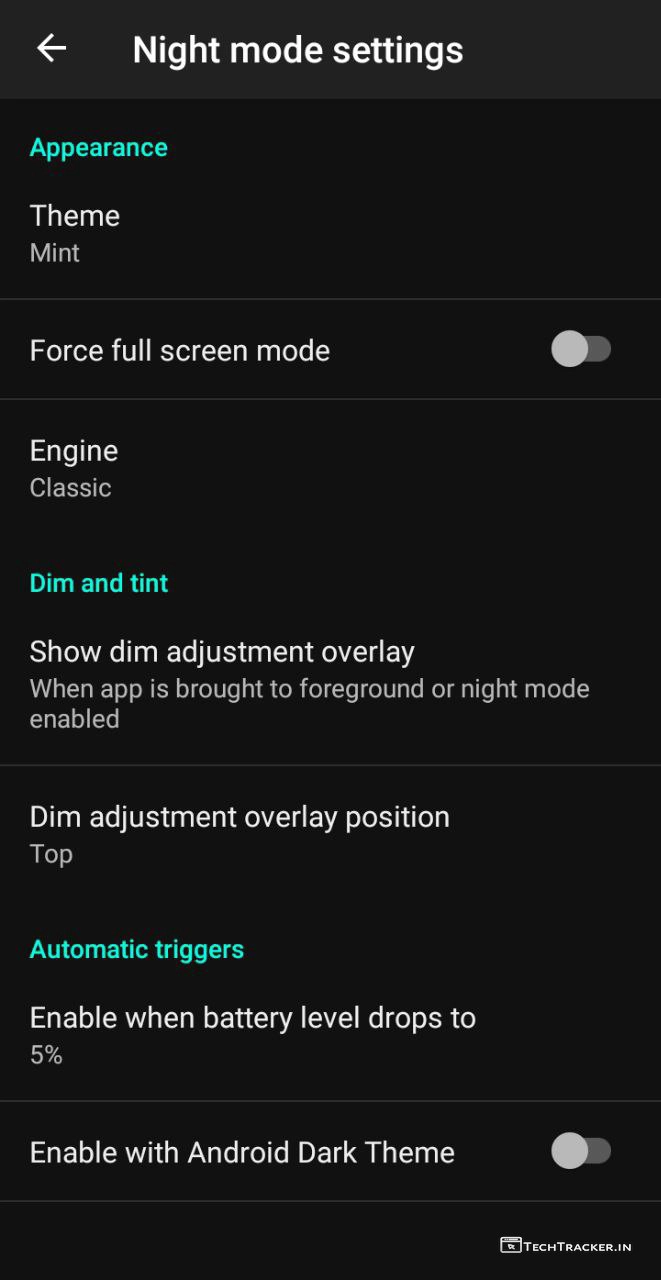 Night mode settings
Appearance
Theme
Mint
Force full screen mode
Engine
Classic
Dim and tint
Show dim adjustment overlay
When app is brought to foreground or night mode
enabled
Dim adjustment overlay position
Top
Automatic triggers
Enable when battery level drops to
5%
Enable with Android Dark Theme
TECHTRACKER.IN